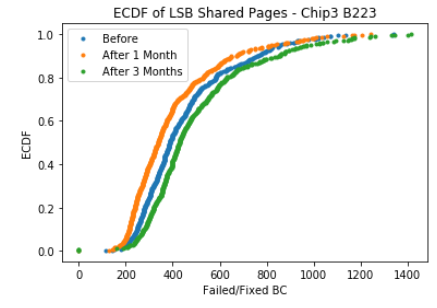 ECDF of LSB Shared Pages - Chip3 B223
Before
After 1 Month
After 3 Months
1.0
0.8
0.6
0.4
0.2
0.0
ECDF
0 200 400 600 800 1000 1200 1400
Failed/Fixed BC